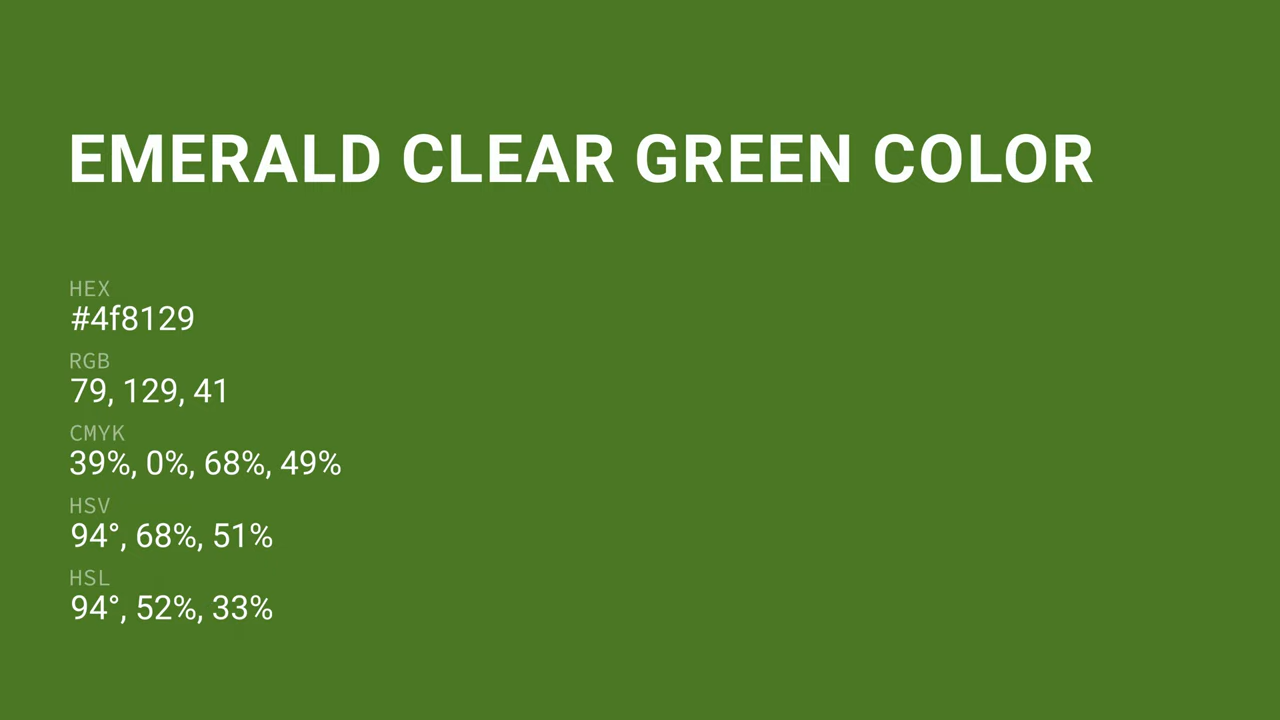 EMERALD CLEAR GREEN COLOR
HEX
#4f8129
RGB
79, 129, 41
CMYK
39%, 0%, 68%, 49%
HSV
94°, 68%, 51%
HSL
94°, 52%, 33%